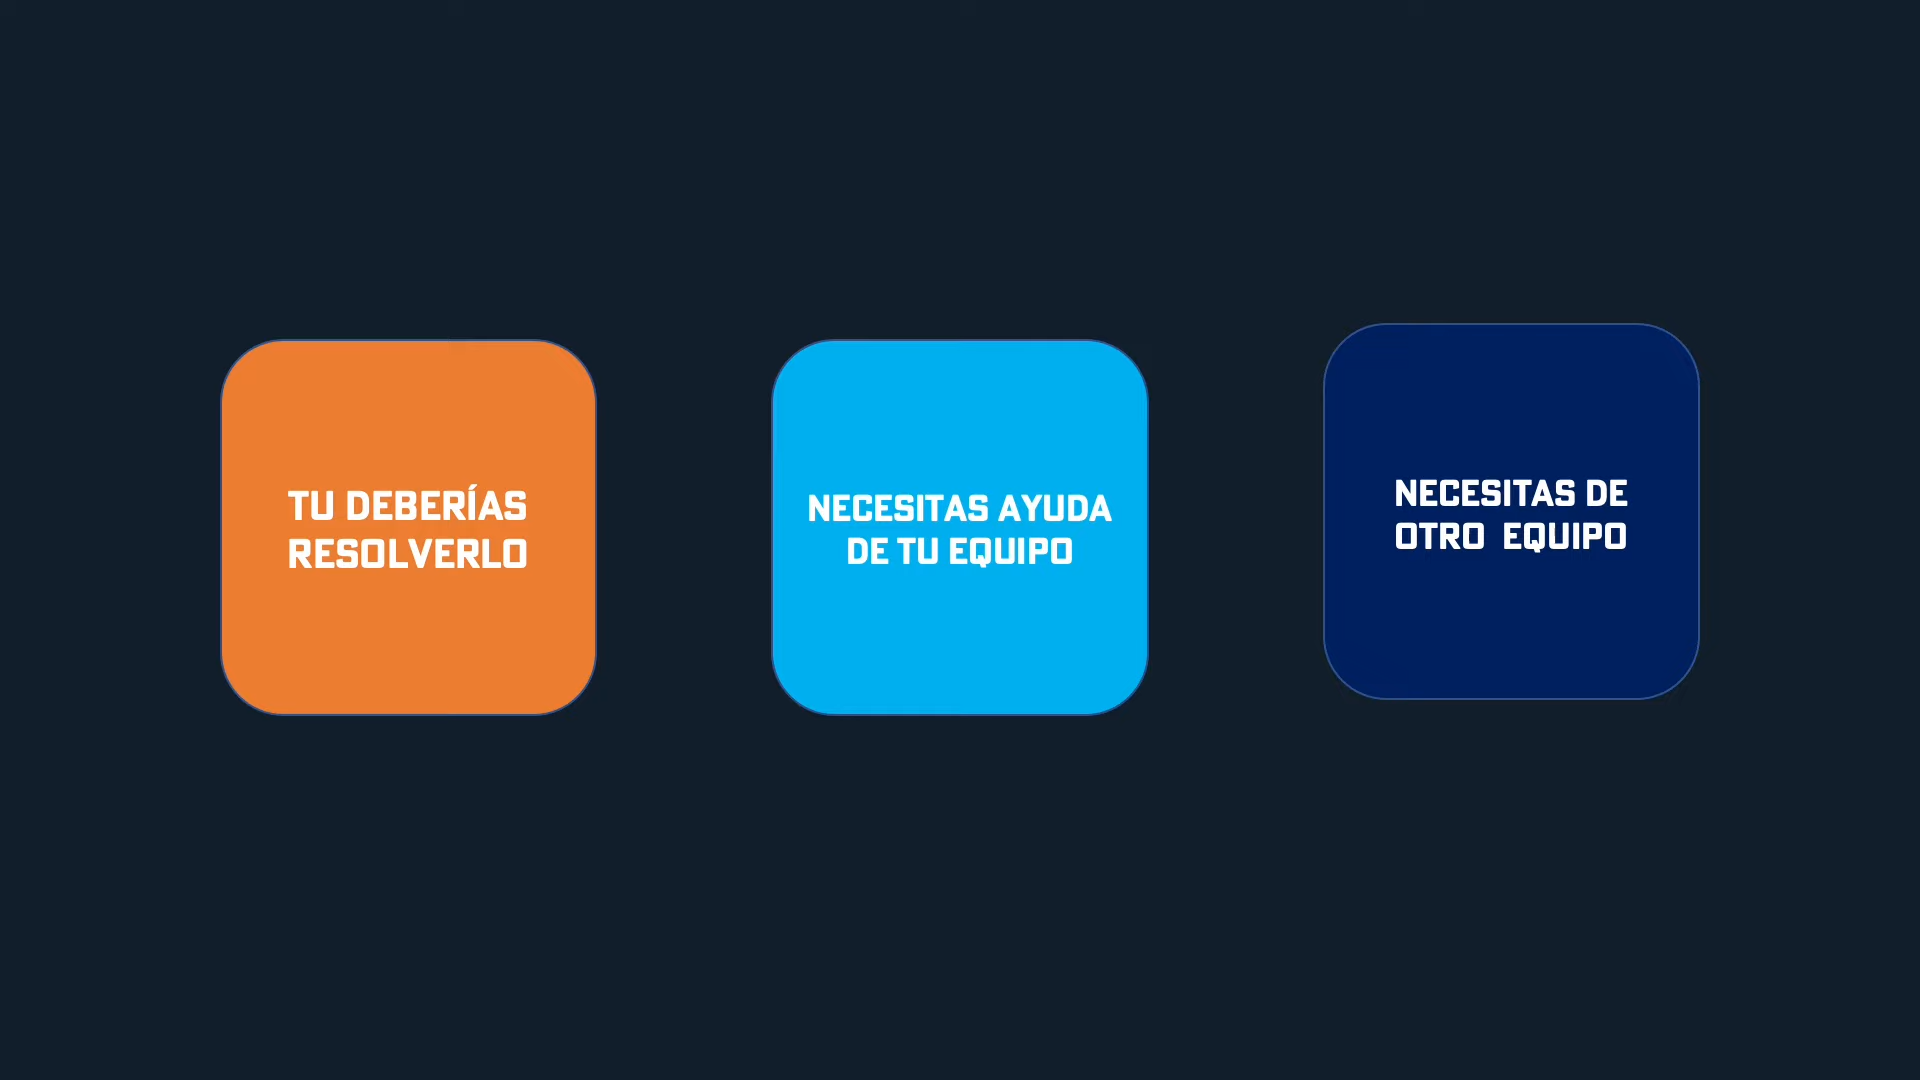 TU DEBERÍAS
RESOLVERLO
NECESITAS AYUDA
DE TU EQUIPO
NECESITAS DE
OTRO  EQUIPO